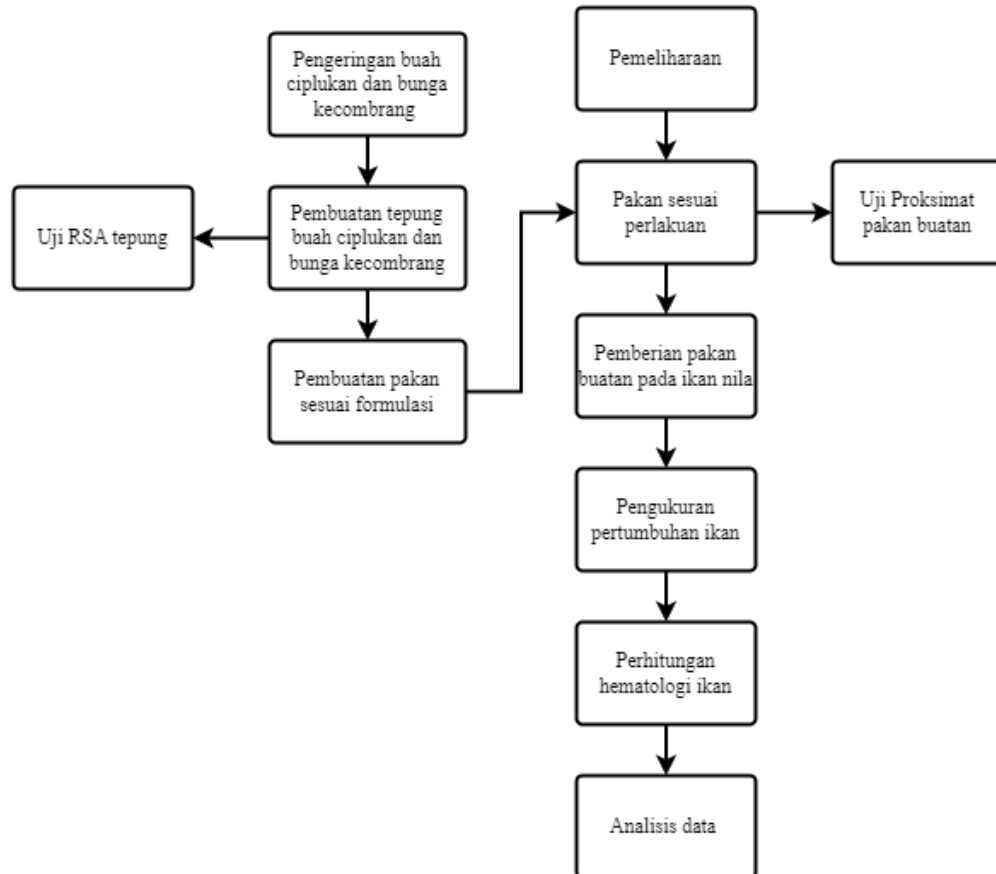 Pengeringan buah
ciplukan dan bunga
kecombrang
Pemeliharaan
Uji RSA tepung
Pembuatan tepung
buah ciplukan dan
bunga kecombrang
Pakan sesuai
perlakuan
Uji Proksimat
pakan buatan
Pembuatan pakan
sesuai formulasi
Pemberian pakan
buatan pada ikan nila
Pengukuran
pertumbuhan ikan
Perhitungan
hematologi ikan
Analisis data